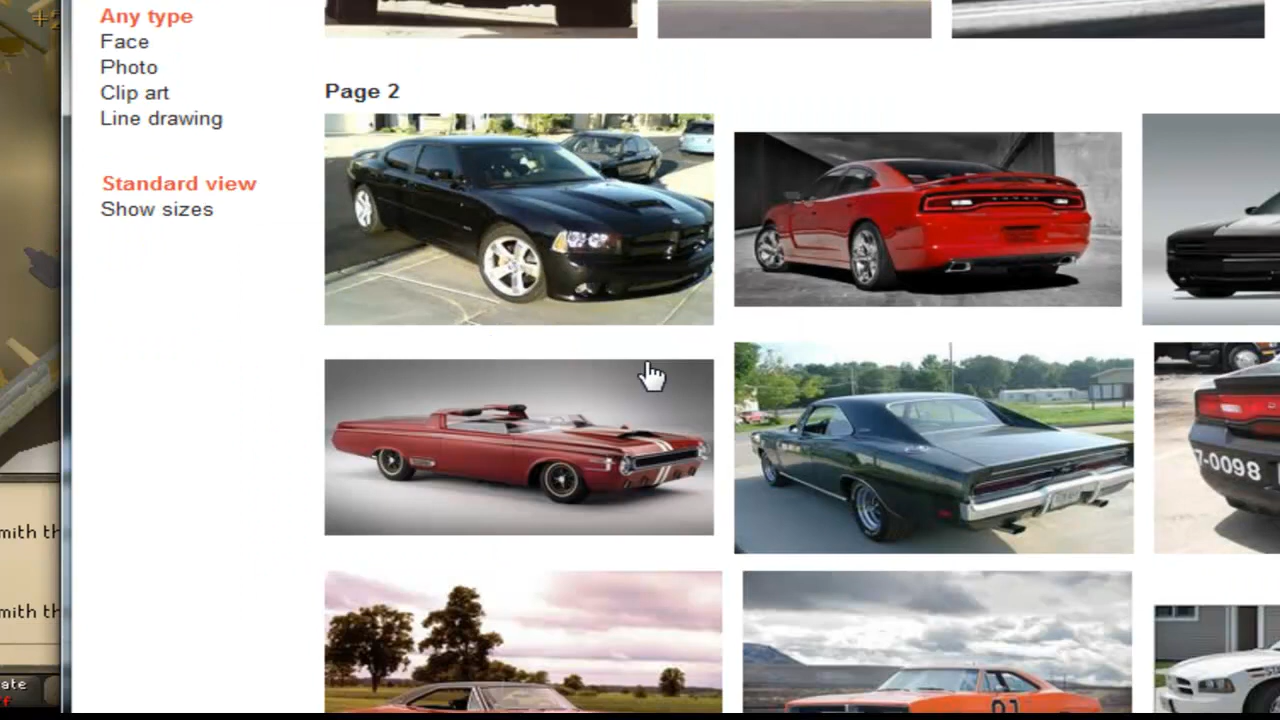 Any type
Face
Photo
Clip art
Line drawing
Standard view
Show sizes
Page 2
7-0098
01
mith th
mith th
ate